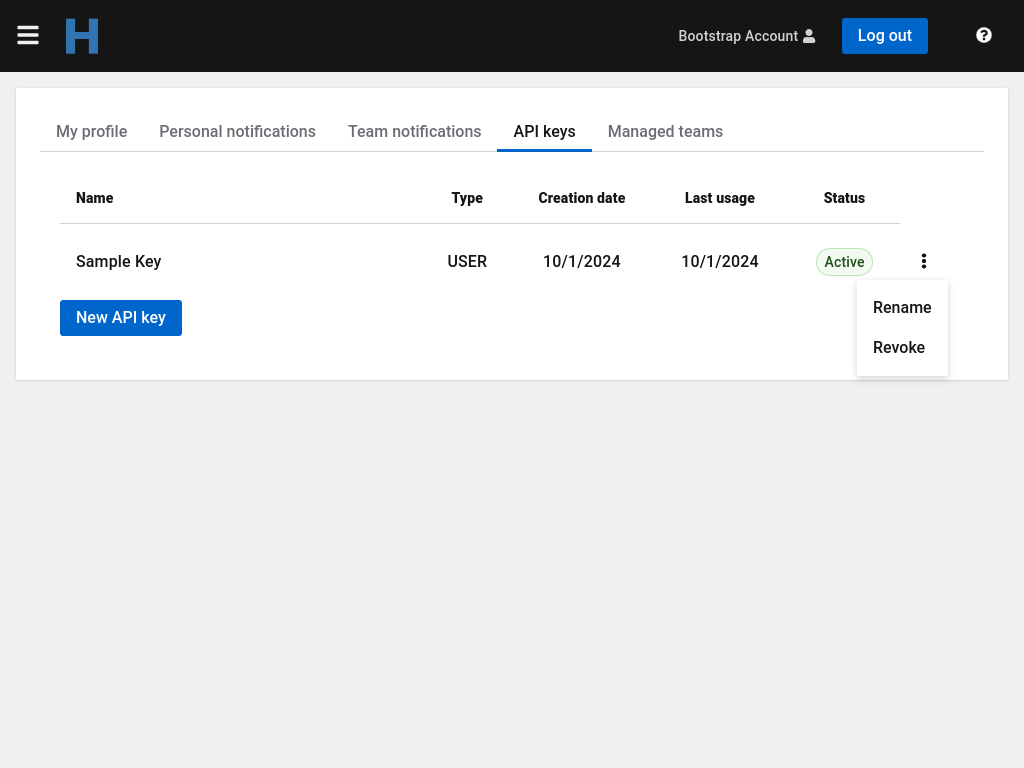 H
Bootstrap Account
Log out
My profile Personal notifications Team notifications API keys Managed teams
Name Type Creation date Last usage Status
Sample Key USER 10/1/2024 10/1/2024 Active
Rename
New API key
Revoke